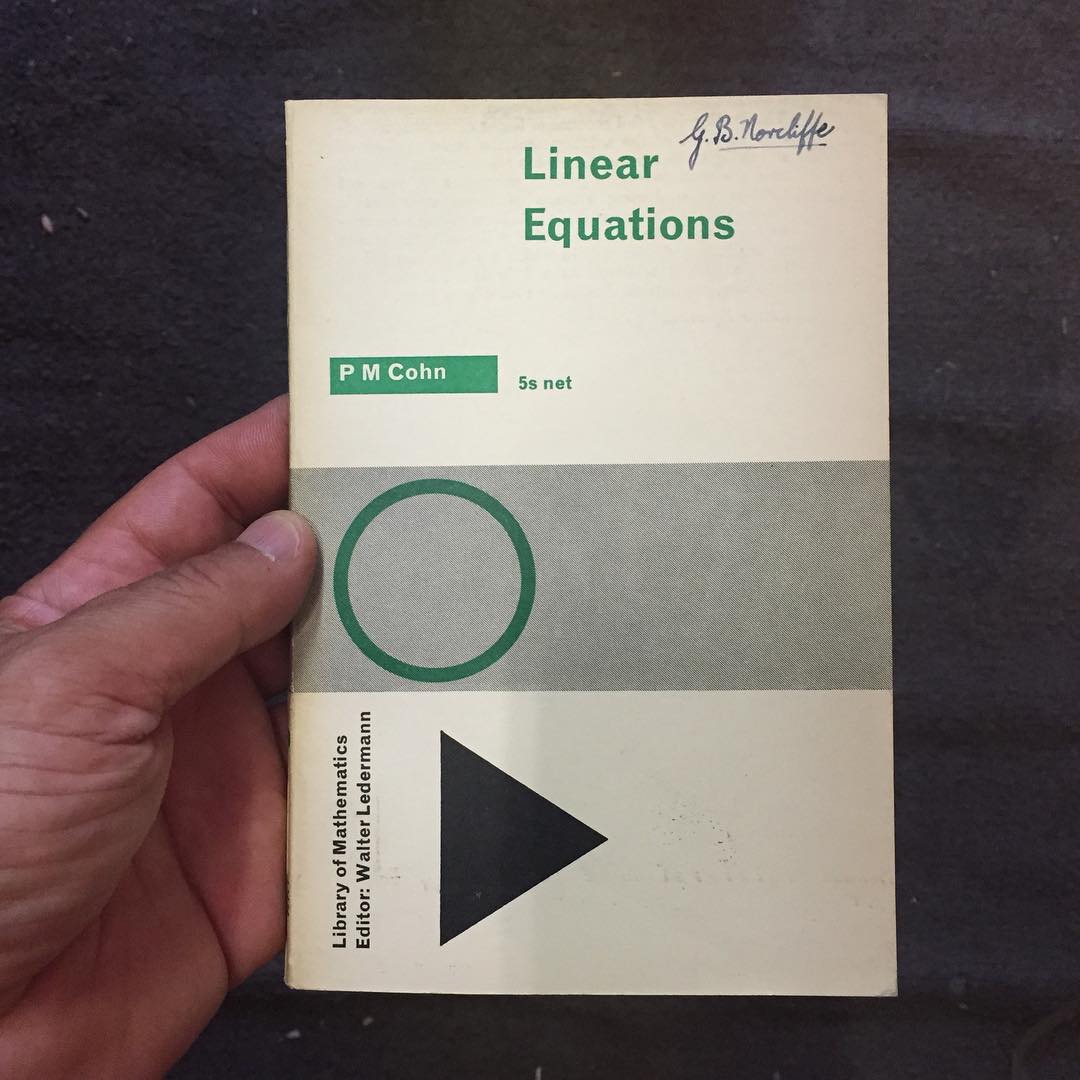 G. B. Norcliffe
Linear
Equations
P M Cohn
5s net
Library of Mathematics
Editor: Walter Ledermann